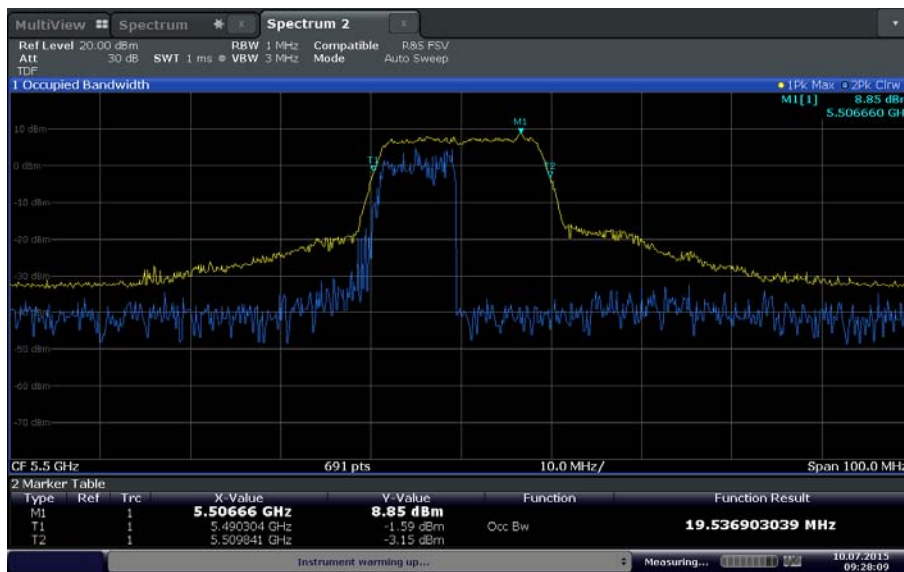 MultiView Spectrum * x Spectrum 2 x
Ref Level 20.00 dBm RBW 1 MHz Compatible R&S FSV
Att 30 dB SWT 1 ms VBW 3 MHz Mode Auto Sweep
TDF
1 Occupied Bandwidth 1Pk Max 2Pk Clrw
M1[1] 8.85 dBm
5.506660 GH
M1
10 dBm
T1
T2
0 dBm
-10 dBm
-20 dBm
-30 dBm
-50 dBm
-60 dBm
-70 dBm
CF 5.5 GHz 691 pts 10.0 MHz/ Span 100.0 MHz
2 Marker Table
Type Ref Trc X-Value Y-Value Function Function Result
M1 1 5.50666 GHz 8.85 dBm
T1 1 5.490304 GHz -1.59 dBm Occ Bw 19.536903039 MHz
T2 1 5.509841 GHz -3.15 dBm
Instrument warming up... Measuring... 10.07.2015
09:28:09